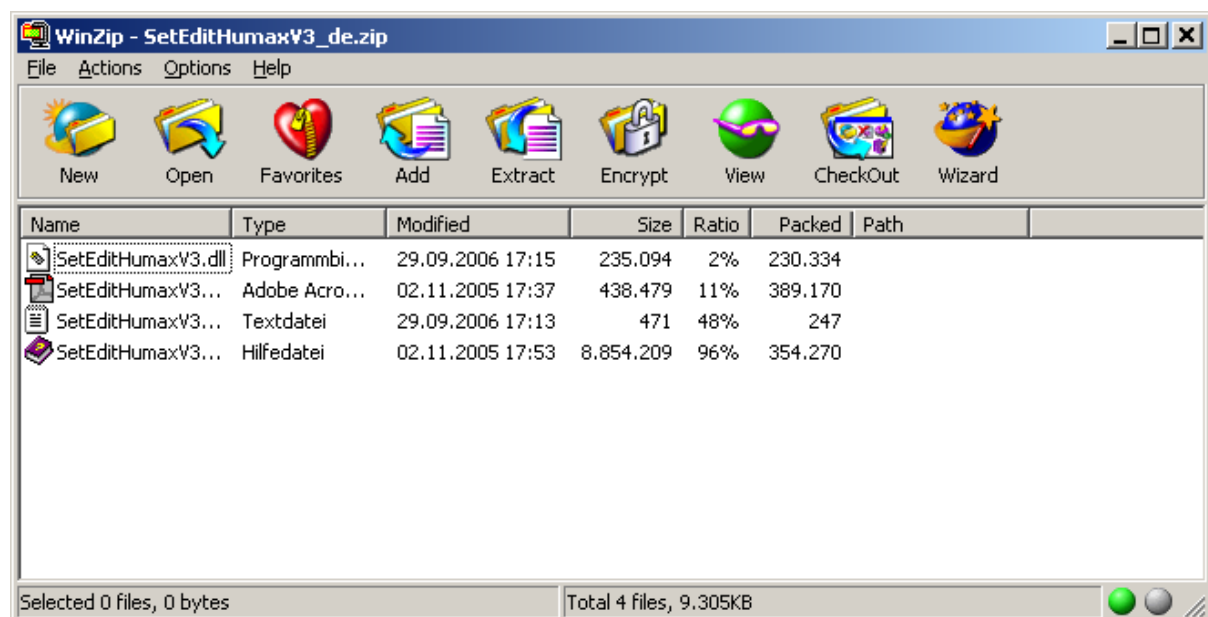 WinZip - SetEditHumaxV3_de.zip
File Actions Options Help
New Open Favorites Add Extract Encrypt View CheckOut Wizard
Name Type Modified Size Ratio Packed Path
SetEditHumaxV3.dll Programmbi... 29.09.2006 17:15 235.094 2% 230.334
SetEditHumaxV3... Adobe Acro... 02.11.2005 17:37 438.479 11% 389.170
SetEditHumaxV3... Textdatei 29.09.2006 17:13 471 48% 247
SetEditHumaxV3... Hilfedatei 02.11.2005 17:53 8.854.209 96% 354.270
Selected 0 files, 0 bytes Total 4 files, 9.305KB